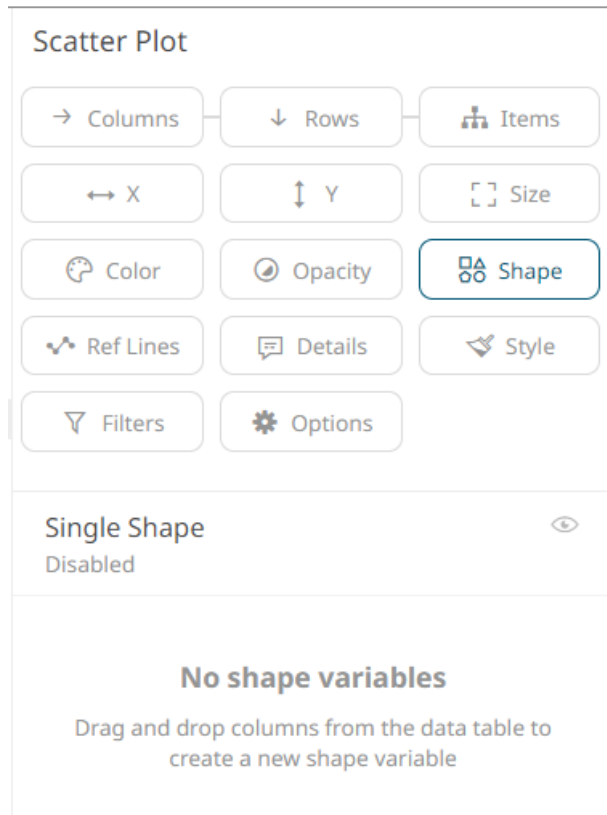 Scatter Plot
Columns Rows Items
X Y Size
Color Opacity Shape
Ref Lines Details Style
Filters Options
Single Shape
Disabled
No shape variables
Drag and drop columns from the data table to
create a new shape variable